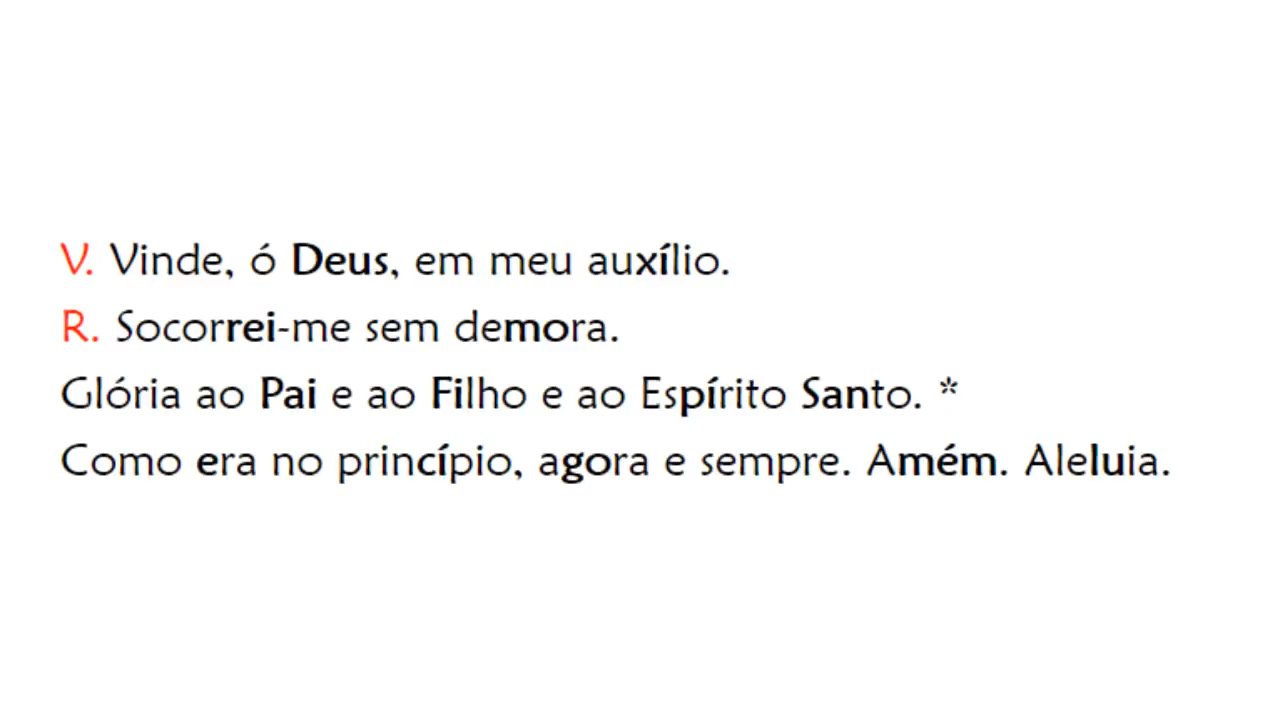 V. Vinde, ó Deus, em meu auxílio.
R. Socorrei-me sem demora.
Glória ao Pai e ao Filho e ao Espírito Santo. *
Como era no princípio, agora e sempre. Amém. Aleluia.